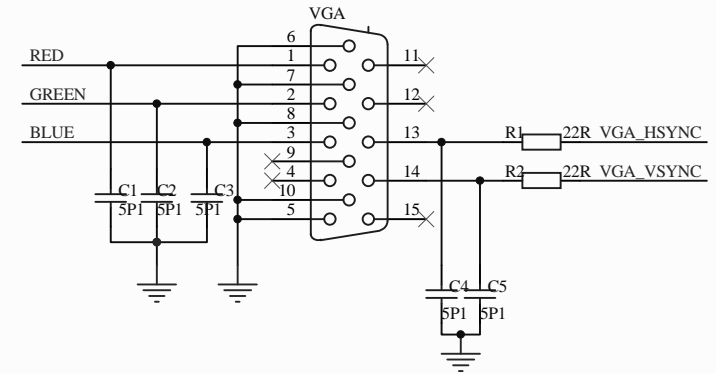 VGA
6
RED 1 11
7
GREEN 2 12
8
BLUE 3 13 R1 22R VGA_HSYNC
9
4 14 R2 22R VGA_VSYNC
C1 C2 C3 10
5P1 5P1 5P1 5 15
C4 C5
5P1 5P1